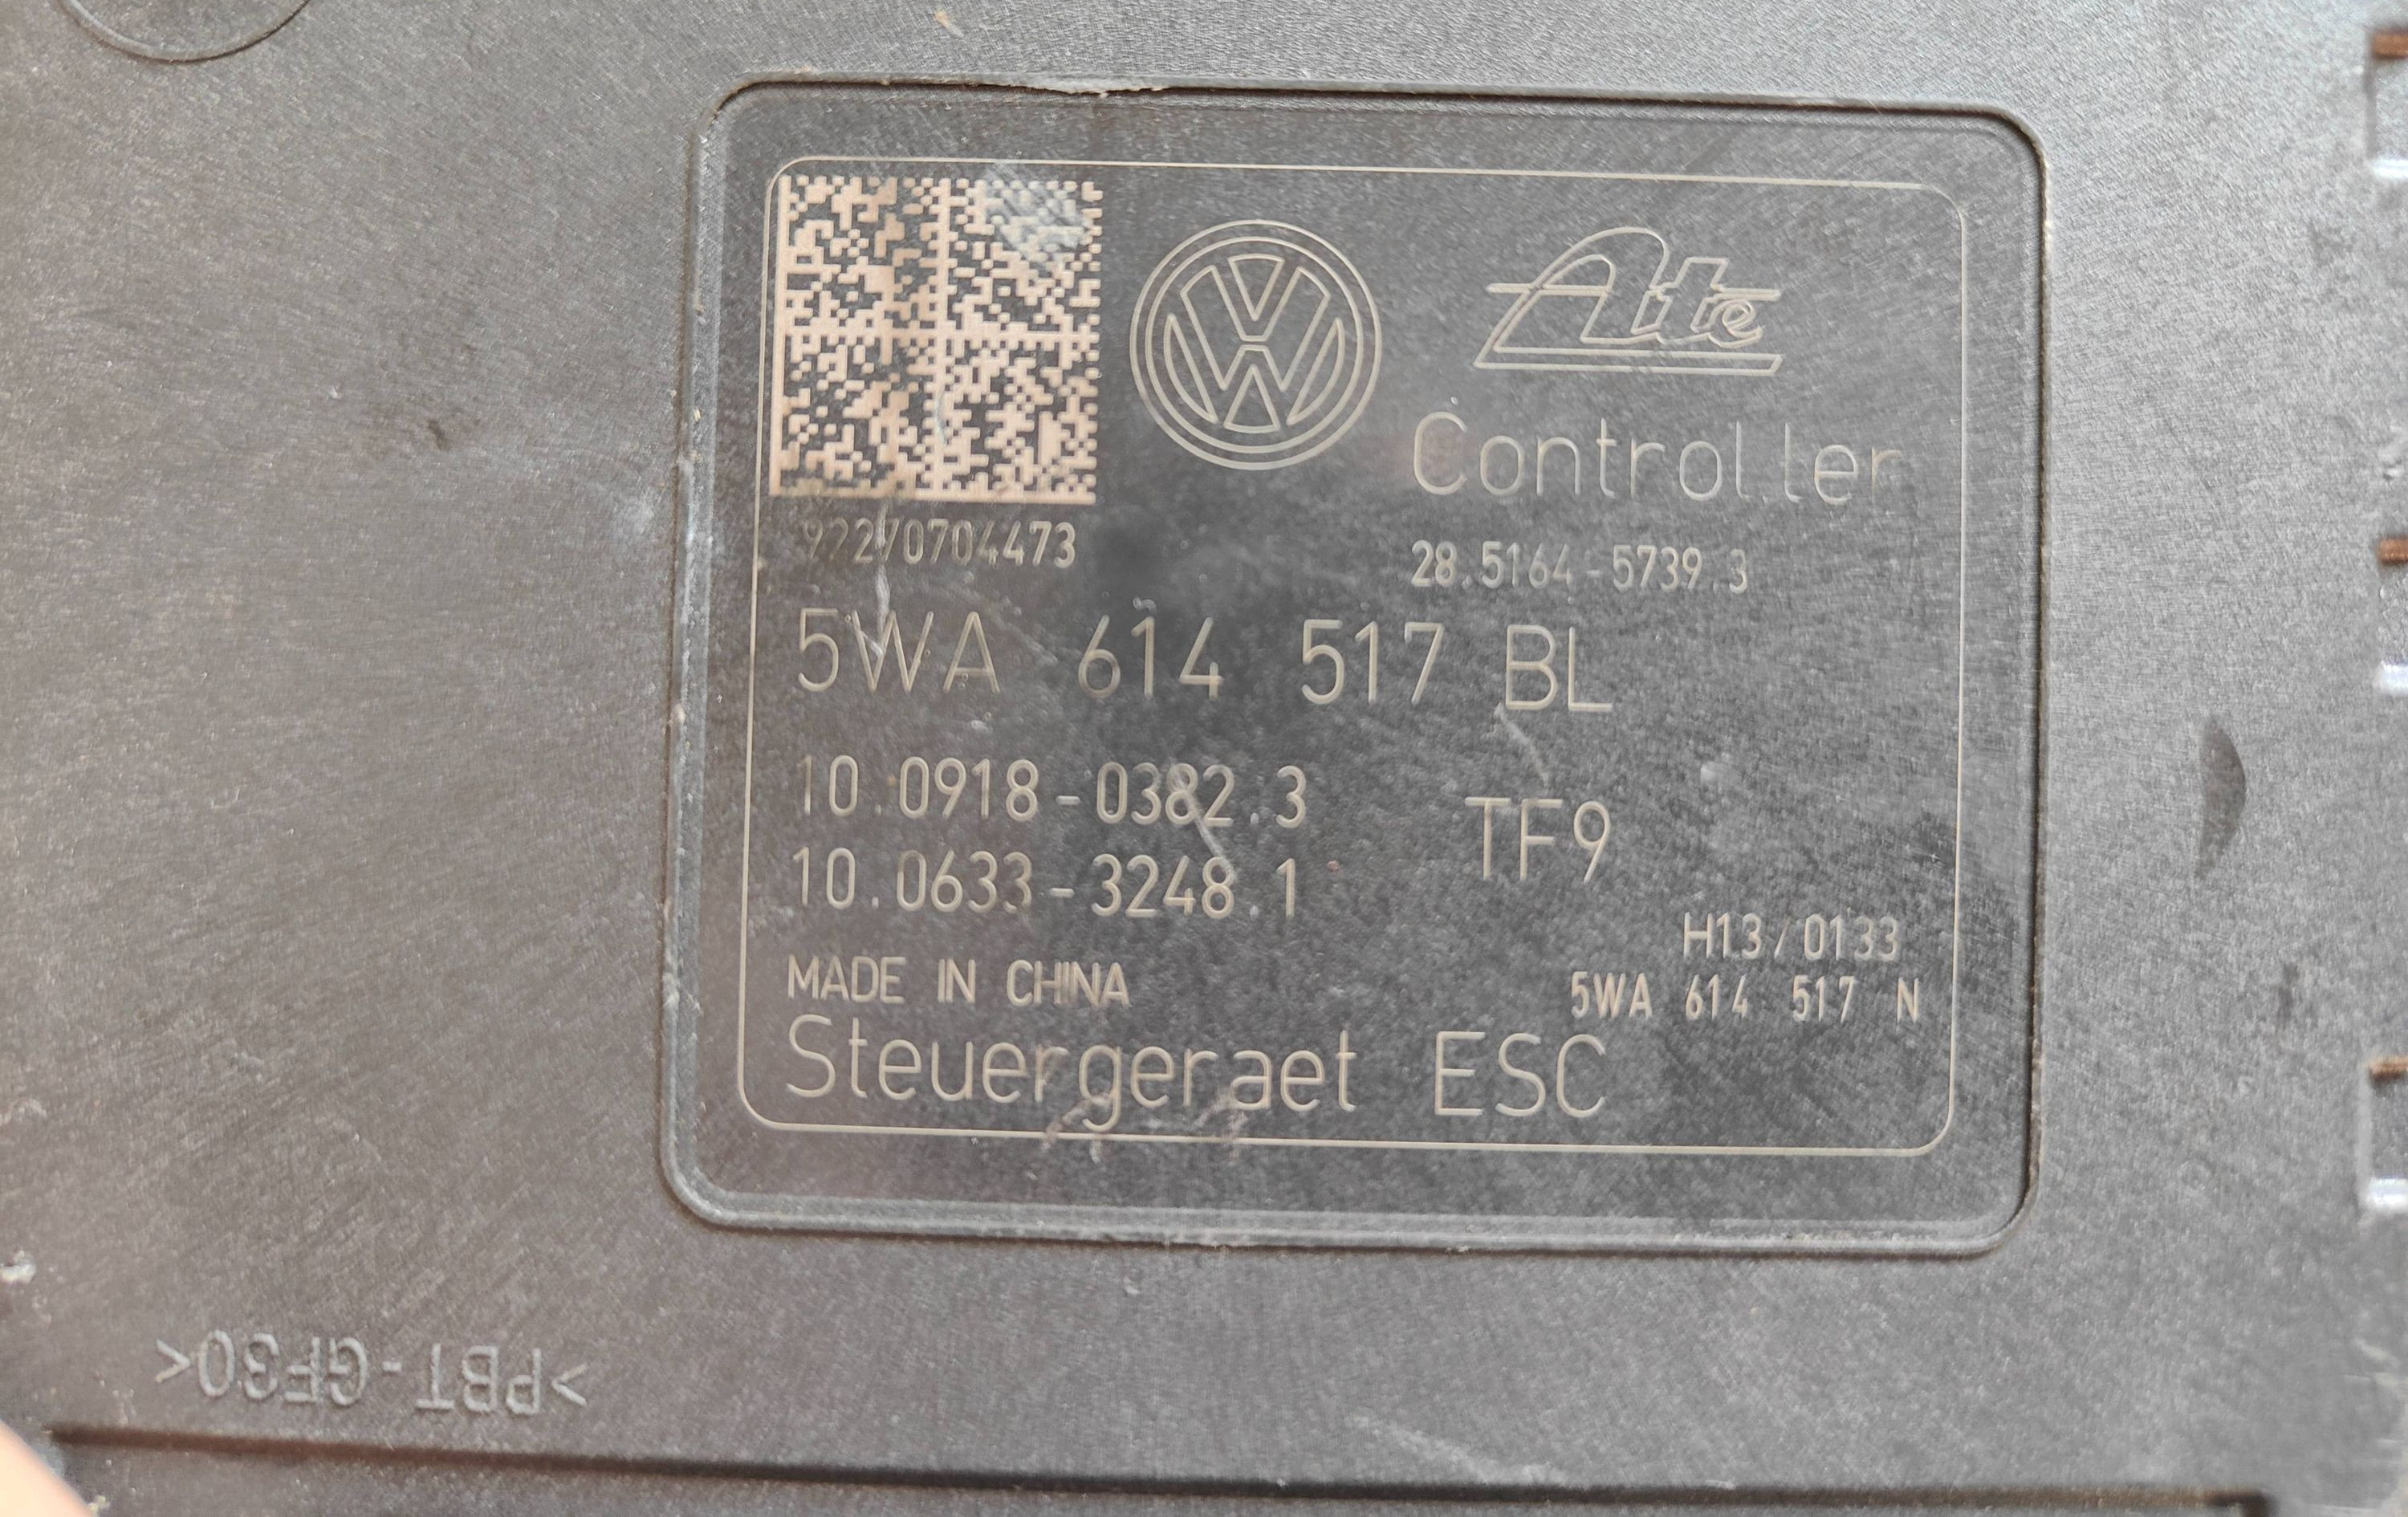 Ate
Controller
92270704473
28.5164-5739.3
5WA 614 517 BL
10.0918-0382.3
TF9
10.0633-3248.1
H13/0133
MADE IN CHINA
5WA 614 517 N
Steuergeraet ESC
>PBT-GF30<